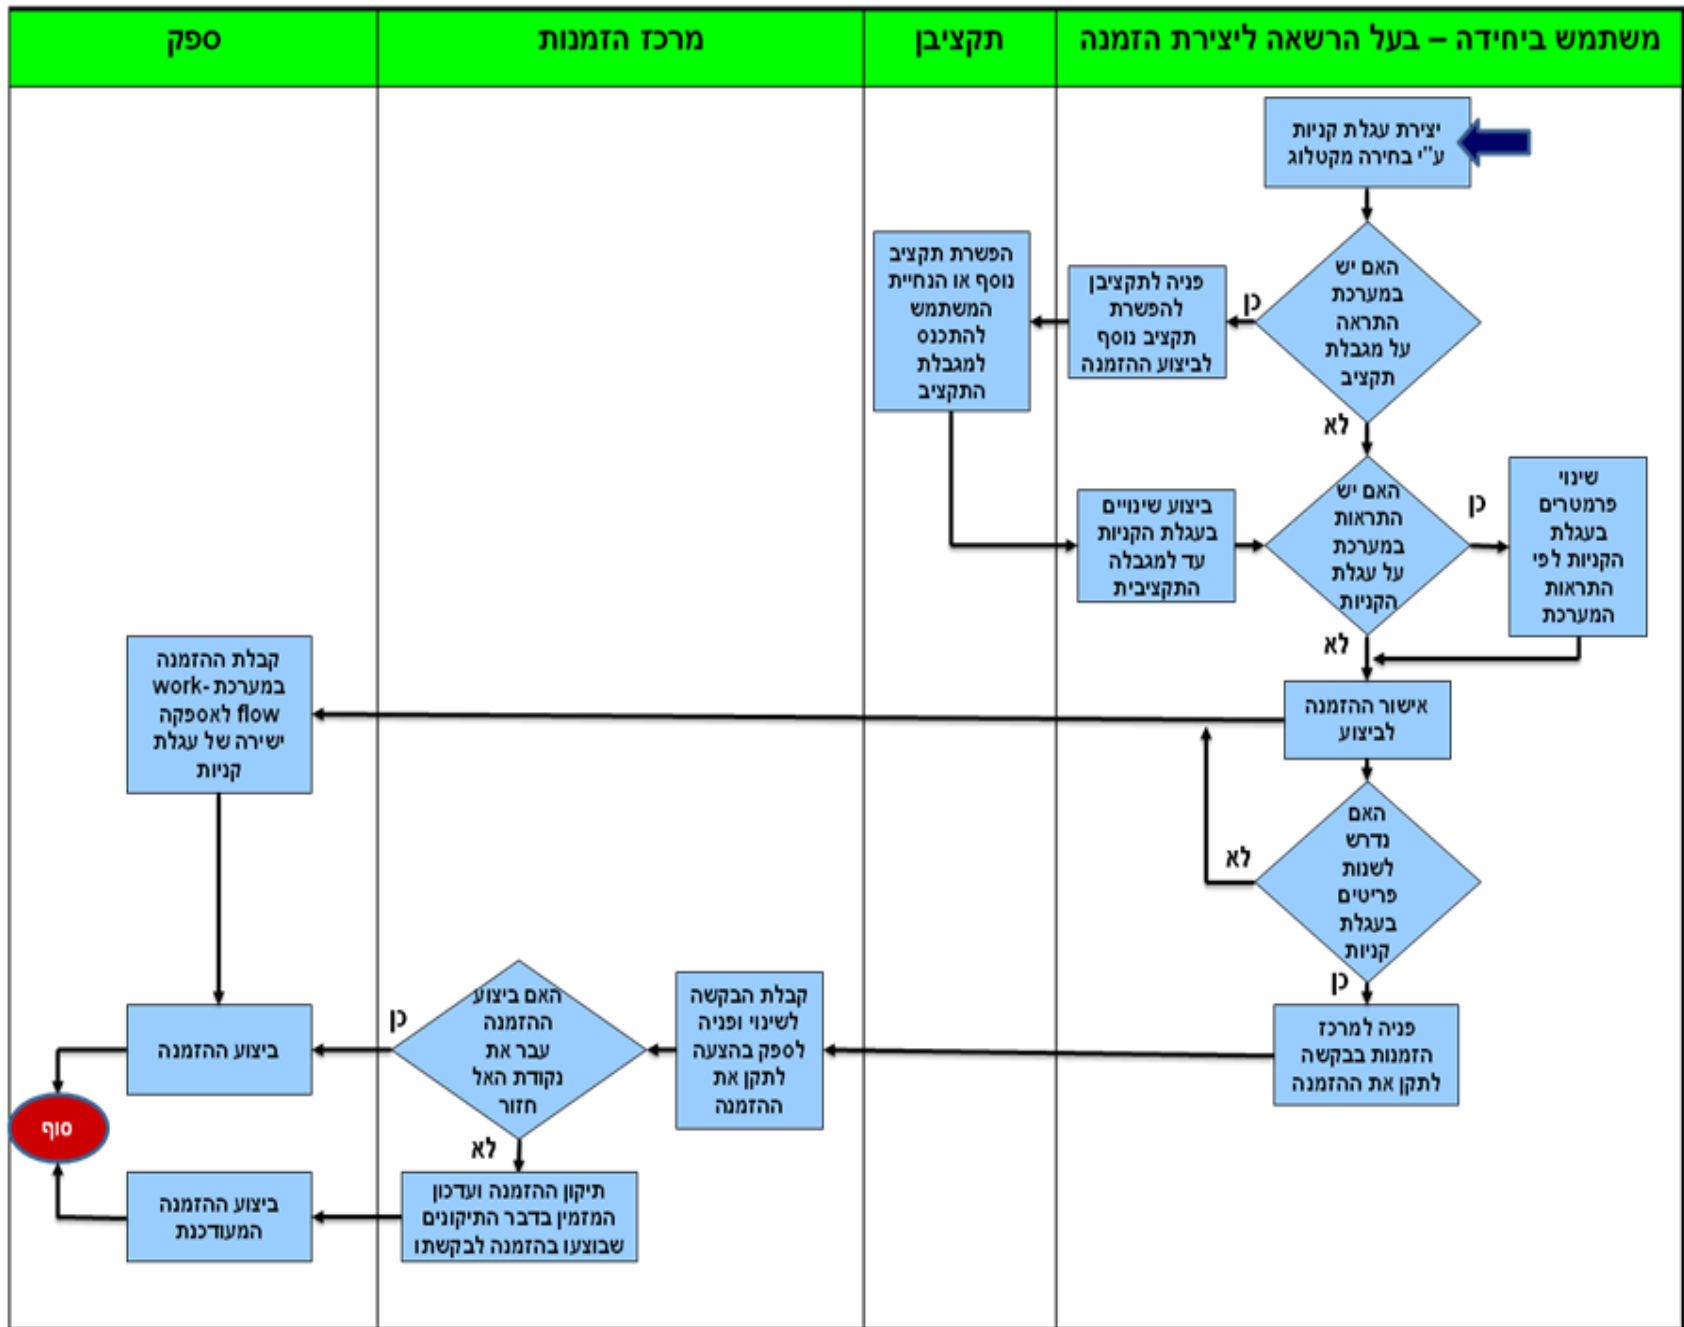 משתמש ביחידה – בעל הרשאה ליצירת הזמנה
תקציבן
מרכז הזמנות
ספק
יצירת עגלת קניות
ע"י בחירה מקטלוג
האם יש
במערכת
התראה
על מגבלת
תקציב
כן
פניה לתקציבן
להפשרת
תקציב נוסף
לביצוע ההזמנה
הפשרת תקציב
נוסף או הנחיית
המשתמש
להתכנס
למגבלת
התקציב
לא
האם יש
התראות
במערכת
על עגלת
הקניות
כן
שינוי
פרמטרים
בעגלת
הקניות לפי
התראות
המערכת
ביצוע שינויים
בעגלת הקניות
עד למגבלה
התקציבית
לא
אישור ההזמנה
לביצוע
קבלת ההזמנה
במערכת work-
flow לאספקה
ישירה של עגלת
קניות
האם
נדרש
לשנות
פריטים
בעגלת
קניות
לא
כן
פניה למרכז
הזמנות בבקשה
לתקן את ההזמנה
קבלת הבקשה
לשינוי ופניה
לספק בהצעה
לתקן את
ההזמנה
האם ביצוע
ההזמנה
עבר את
נקודת האל
חזור
כן
ביצוע ההזמנה
סוף
לא
תיקון ההזמנה ועדכון
המזמין בדבר התיקונים
שבוצעו בהזמנה לבקשתו
ביצוע ההזמנה
המעודכנת